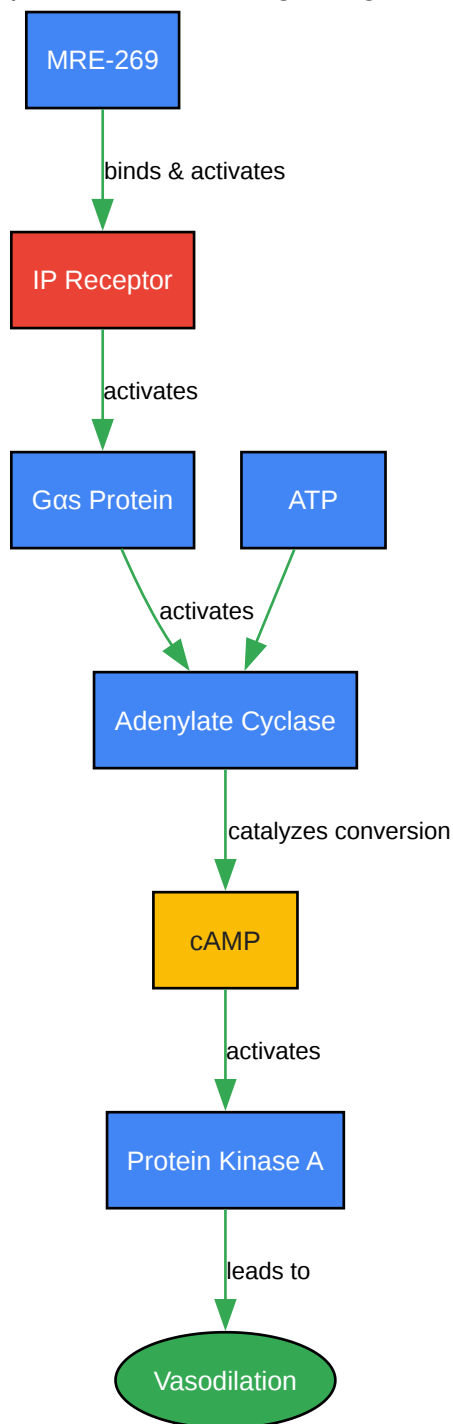 MRE-269
binds & activates
IP Receptor
activates
Gαs Protein
ATP
activates
Adenylate Cyclase
catalyzes conversion
cAMP
activates
Protein Kinase A
leads to
Vasodilation